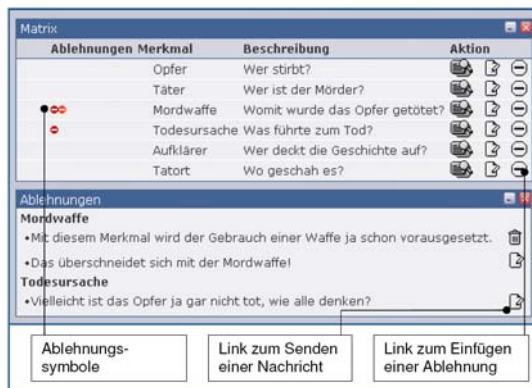 Matrix
Ablehnungen Merkmal Beschreibung Aktion
Opfer Wer stirbt?
Täter Wer ist der Mörder?
Mordwaffe Womit wurde das Opfer getötet?
Todesursache Was führte zum Tod?
Aufklärer Wer deckt die Geschichte auf?
Tatort Wo geschah es?
Ablehnungen
Mordwaffe
•Mit diesem Merkmal wird der Gebrauch einer Waffe ja schon vorausgesetzt.
•Das überschneidet sich mit der Mordwaffe!
Todesursache
•Vielleicht ist das Opfer ja gar nicht tot, wie alle denken?
Ablehnungs-
symbole
Link zum Senden
einer Nachricht
Link zum Einfügen
einer Ablehnung